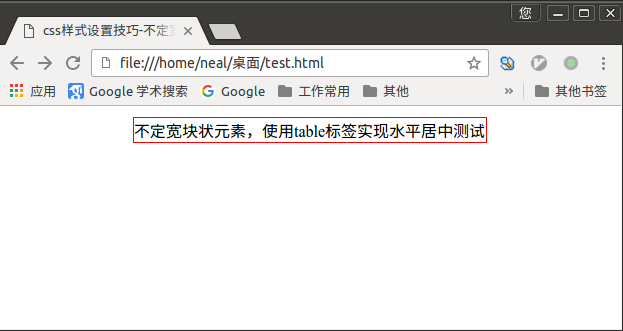 您
css样式设置技巧-不定
file:///home/neal/桌面/test.html
应用 Google 学术搜索 Google 工作常用 其他 » 其他书签
不定宽块状元素，使用table标签实现水平居中测试